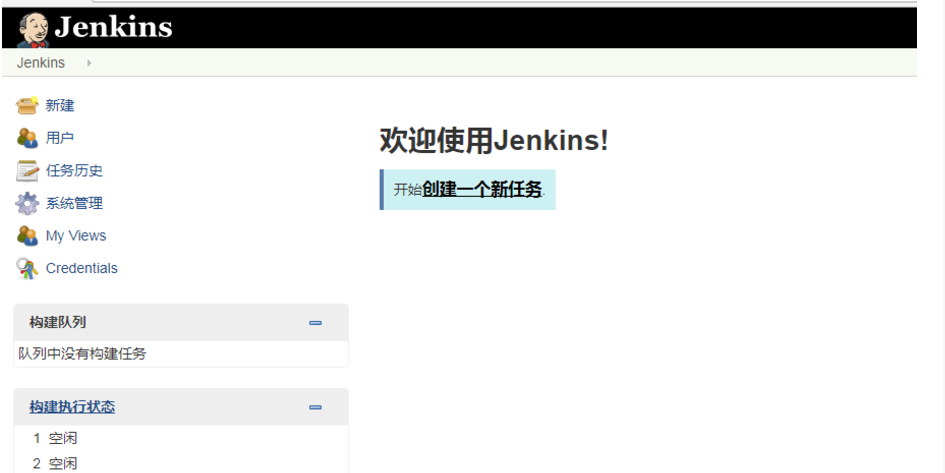 Jenkins
Jenkins
新建
用户
任务历史
系统管理
My Views
Credentials
构建队列
队列中没有构建任务
构建执行状态
1 空闲
2 空闲
欢迎使用Jenkins!
开始创建一个新任务.